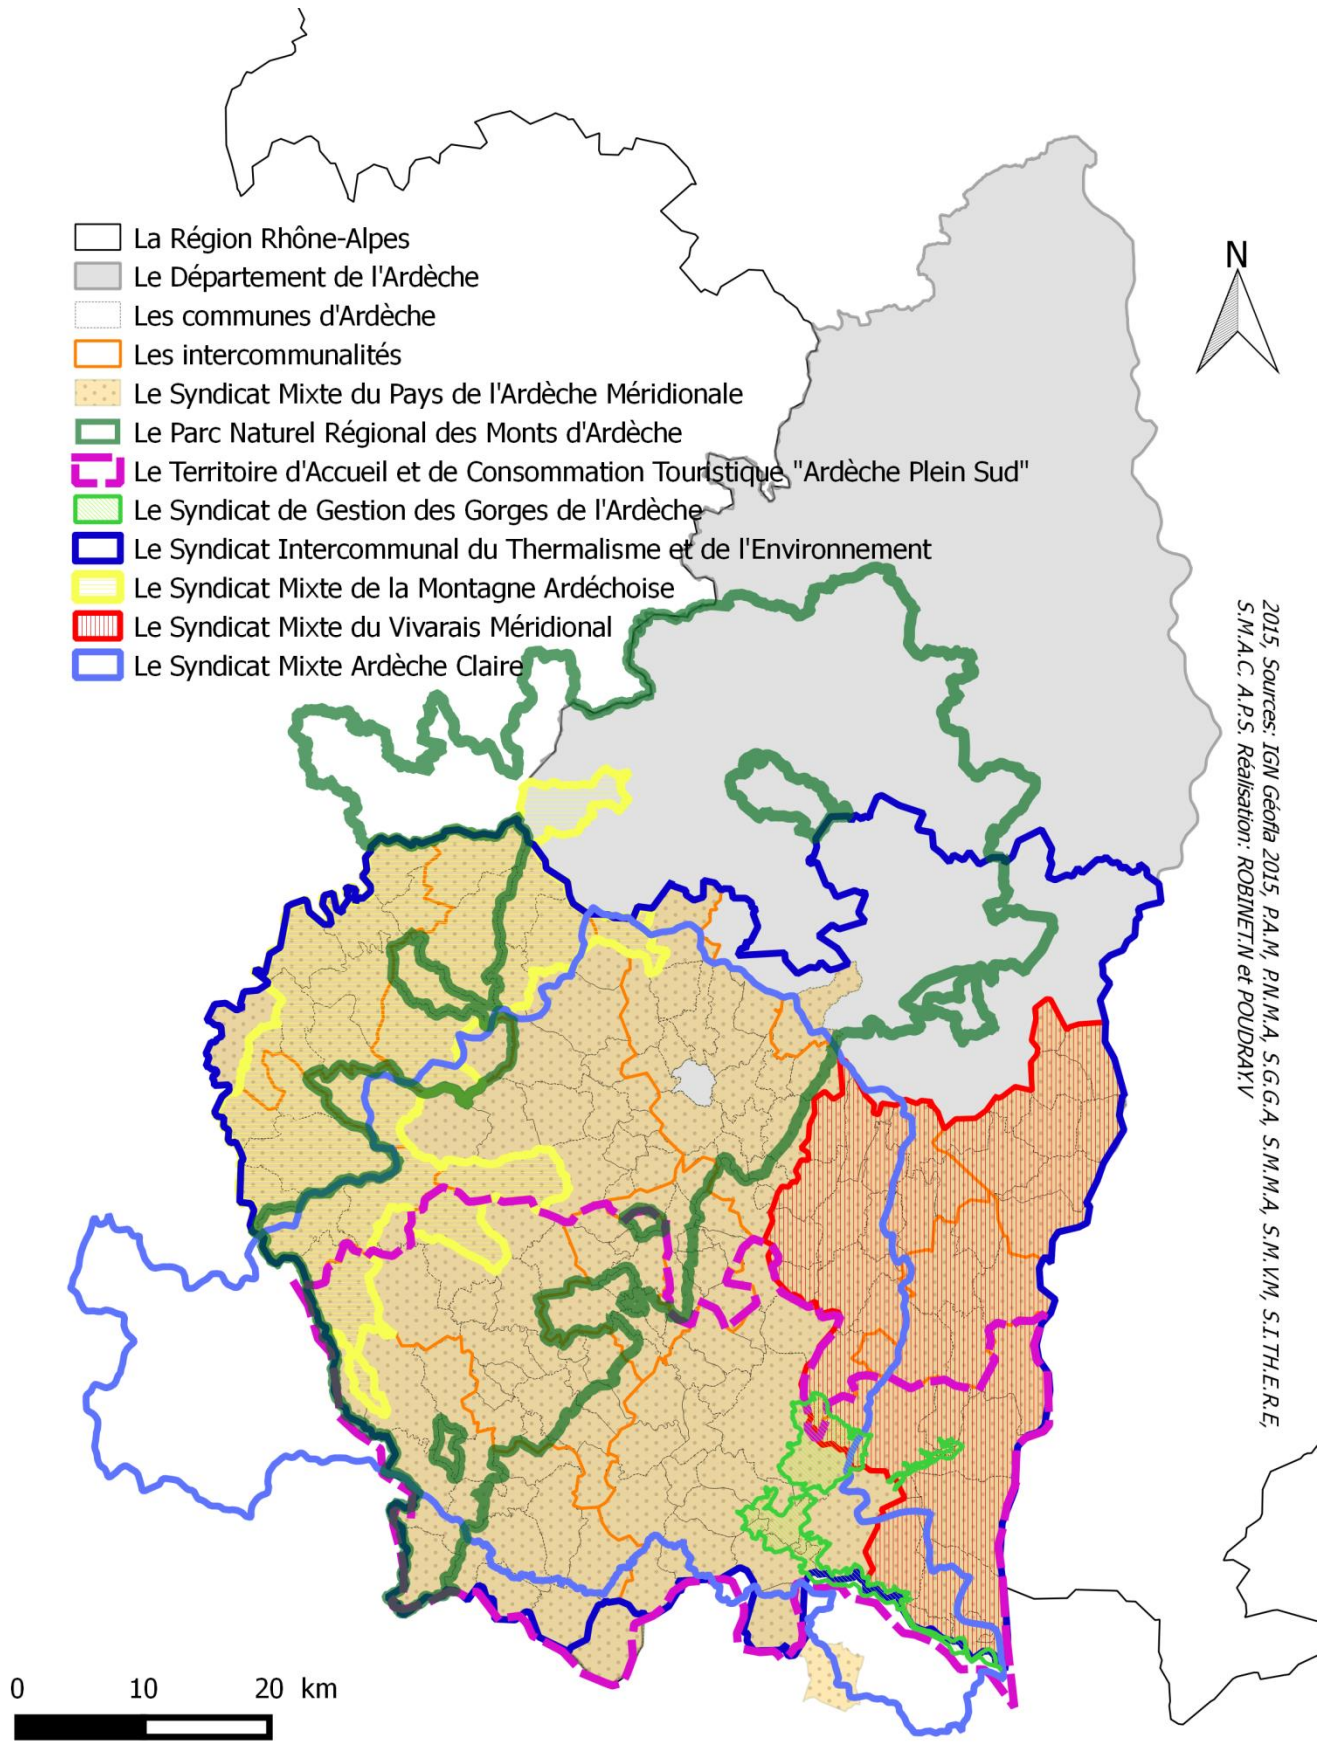 La Région Rhône-Alpes
Le Département de l'Ardèche
Les communes d'Ardèche
Les intercommunalités
Le Syndicat Mixte du Pays de l'Ardèche Méridionale
Le Parc Naturel Régional des Monts d'Ardèche
Le Territoire d'Accueil et de Consommation Touristique "Ardèche Plein Sud"
Le Syndicat de Gestion des Gorges de l'Ardèche
Le Syndicat Intercommunal du Thermalisme et de l'Environnement
Le Syndicat Mixte de la Montagne Ardéchoise
Le Syndicat Mixte du Vivarais Méridional
Le Syndicat Mixte Ardèche Claire
N
2015, Sources: IGN Géofla 2015, P.A.M, P.M.M.A, S.G.G.A, S.M.M.A, S.M.V.M, S.I.TH.E.R.E,
S.M.A.C, A.P.S. Réalisation: ROBINET.N et POUDRAY.V
0 10 20 km